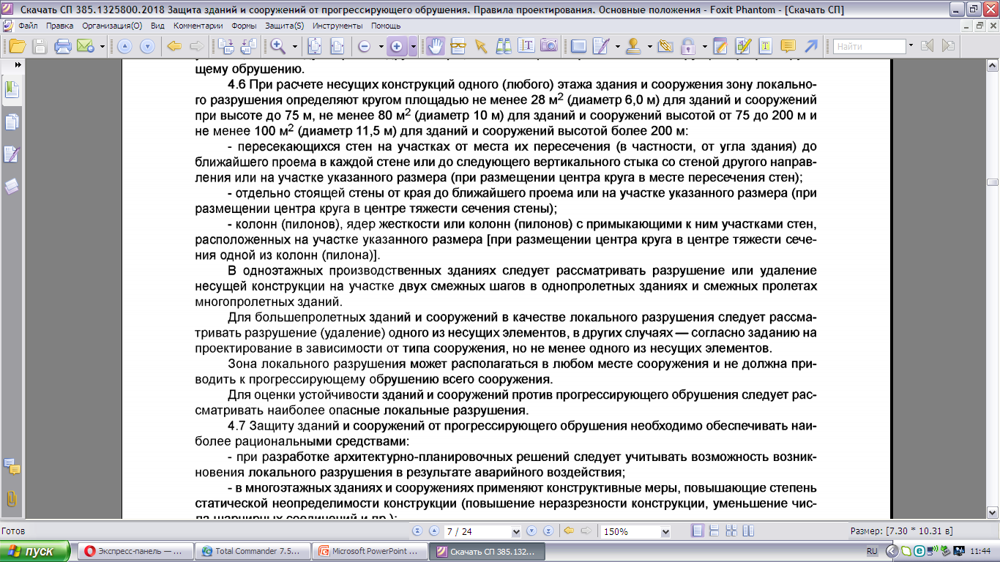 Скачать СП 385.1325800.2018 Защита зданий и сооружений от прогрессирующего обрушения. Правила проектирования. Основные положения - Foxit Phantom - [Скачать СП]
Файл Правка Организация(O) Вид Комментарии Формы Защита(S) Инструменты Помощь
Найти
щему обрушению.
4.6 При расчете несущих конструкций одного (любого) этажа здания и сооружения зону локально-
го разрушения определяют кругом площадью не менее 28 м2 (диаметр 6,0 м) для зданий и сооружений
при высоте до 75 м, не менее 80 м2 (диаметр 10 м) для зданий и сооружений высотой от 75 до 200 м и
не менее 100 м2 (диаметр 11,5 м) для зданий и сооружений высотой более 200 м:
- пересекающихся стен на участках от места их пересечения (в частности, от угла здания) до
ближайшего проема в каждой стене или до следующего вертикального стыка со стеной другого направ-
ления или на участке указанного размера (при размещении центра круга в месте пересечения стен);
- отдельно стоящей стены от края до ближайшего проема или на участке указанного размера (при
размещении центра круга в центре тяжести сечения стены);
- колонн (пилонов), ядер жесткости или колонн (пилонов) с примыкающими к ним участками стен,
расположенных на участке указанного размера [при размещении центра круга в центре тяжести сече-
ния одной из колонн (пилона)].
В одноэтажных производственных зданиях следует рассматривать разрушение или удаление
несущей конструкции на участке двух смежных шагов в однопролетных зданиях и смежных пролетах
многопролетных зданий.
Для большепролетных зданий и сооружений в качестве локального разрушения следует рассма-
тривать разрушение (удаление) одного из несущих элементов, в других случаях — согласно заданию на
проектирование в зависимости от типа сооружения, но не менее одного из несущих элементов.
Зона локального разрушения может располагаться в любом месте сооружения и не должна при-
водить к прогрессирующему обрушению всего сооружения.
Для оценки устойчивости зданий и сооружений против прогрессирующего обрушения следует рас-
сматривать наиболее опасные локальные разрушения.
4.7 Защиту зданий и сооружений от прогрессирующего обрушения необходимо обеспечивать наи-
более рациональными средствами:
- при разработке архитектурно-планировочных решений следует учитывать возможность возник-
новения локального разрушения в результате аварийного воздействия;
- в многоэтажных зданиях и сооружениях применяют конструктивные меры, повышающие степень
статической неопределимости конструкции (повышение неразрезности конструкции, уменьшение чис-
ла шарнирных соединений и др.);
Готов 7 / 24 150% Размер: [7.30 * 10.31 в]
пуск Экспресс-панель — ... Total Commander 7.5... Microsoft PowerPoint ... Скачать СП 385.132... RU 11:44